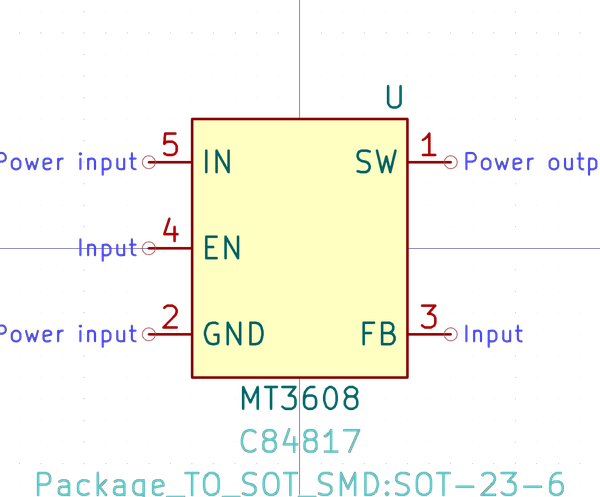 U
Power input 5 IN SW 1 Power outp
Input 4 EN
Power input 2 GND FB 3 Input
MT3608
C84817
Package_TO_SOT_SMD:SOT-23-6